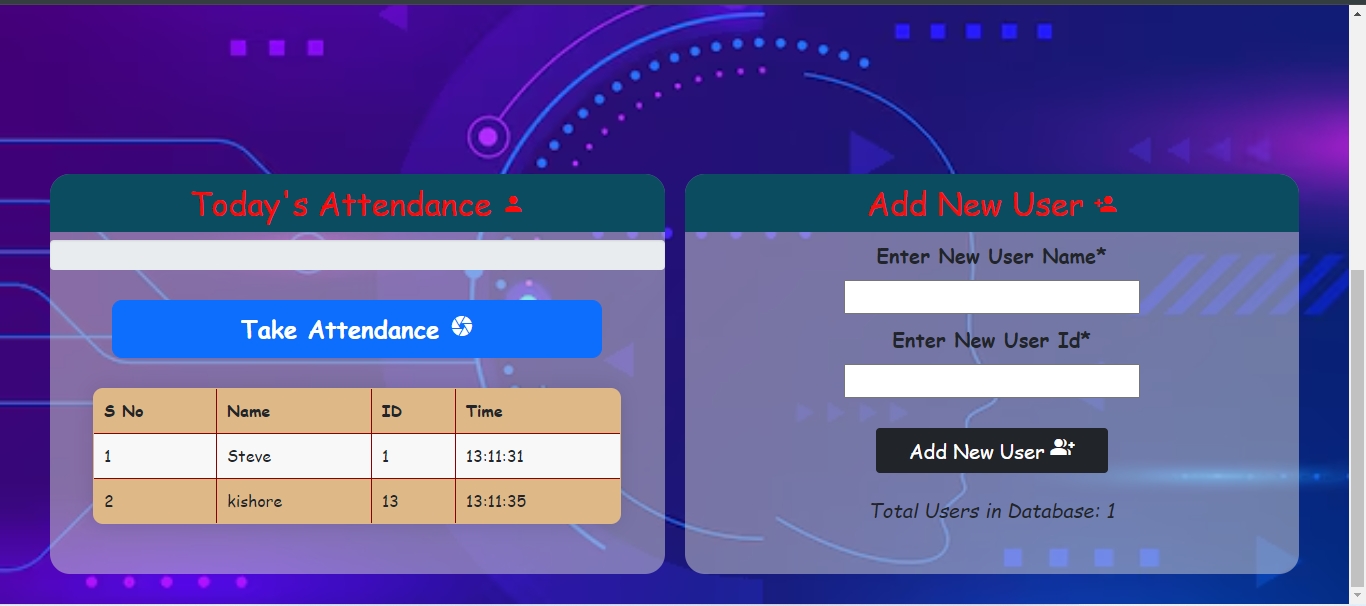 Today's Attendance
Take Attendance
S No Name ID Time
1 Steve 1 13:11:31
2 kishore 13 13:11:35
Add New User
Enter New User Name*
Enter New User Id*
Add New User
Total Users in Database: 1